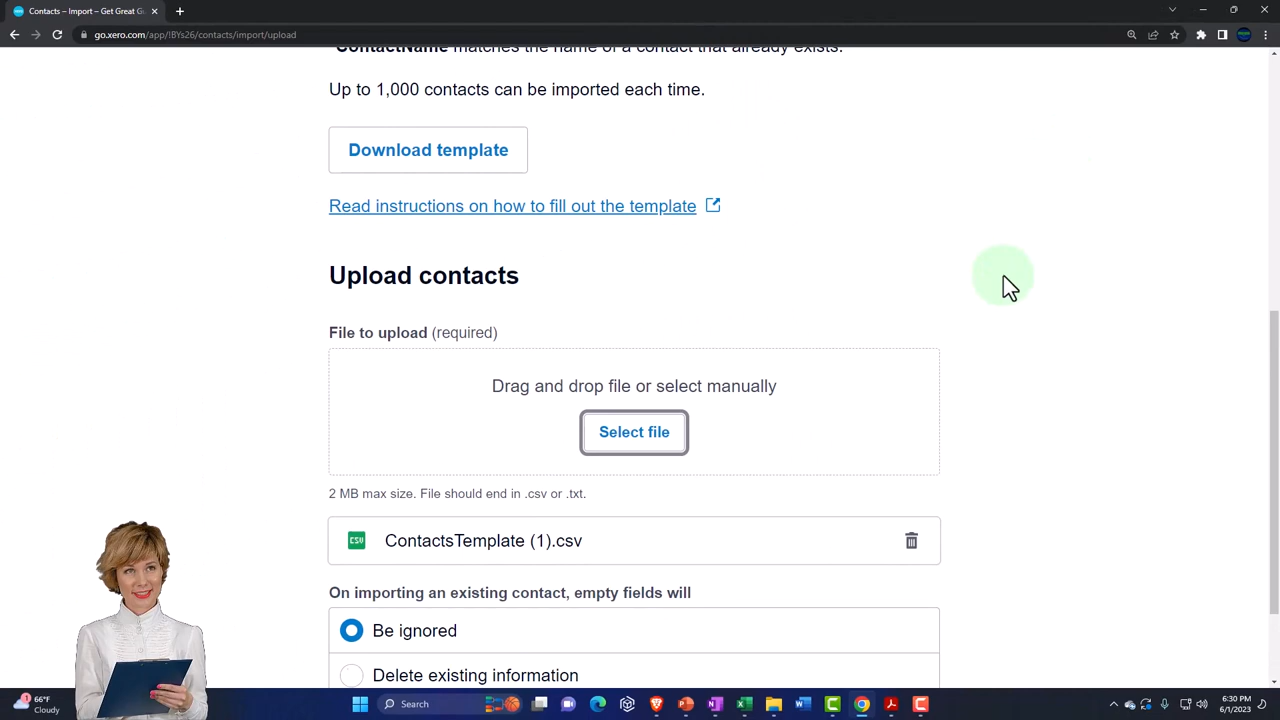 Contacts – Import – Get Great G
go.xero.com/app/!BYs26/contacts/import/upload
*ContactName matches the name of a contact that already exists.
Up to 1,000 contacts can be imported each time.
Download template
Read instructions on how to fill out the template
Upload contacts
File to upload (required)
Drag and drop file or select manually
Select file
2 MB max size. File should end in .csv or .txt.
CSV
ContactsTemplate (1).csv
On importing an existing contact, empty fields will
Be ignored
Delete existing information
66°F
Cloudy
Search
6:30 PM
6/1/2023